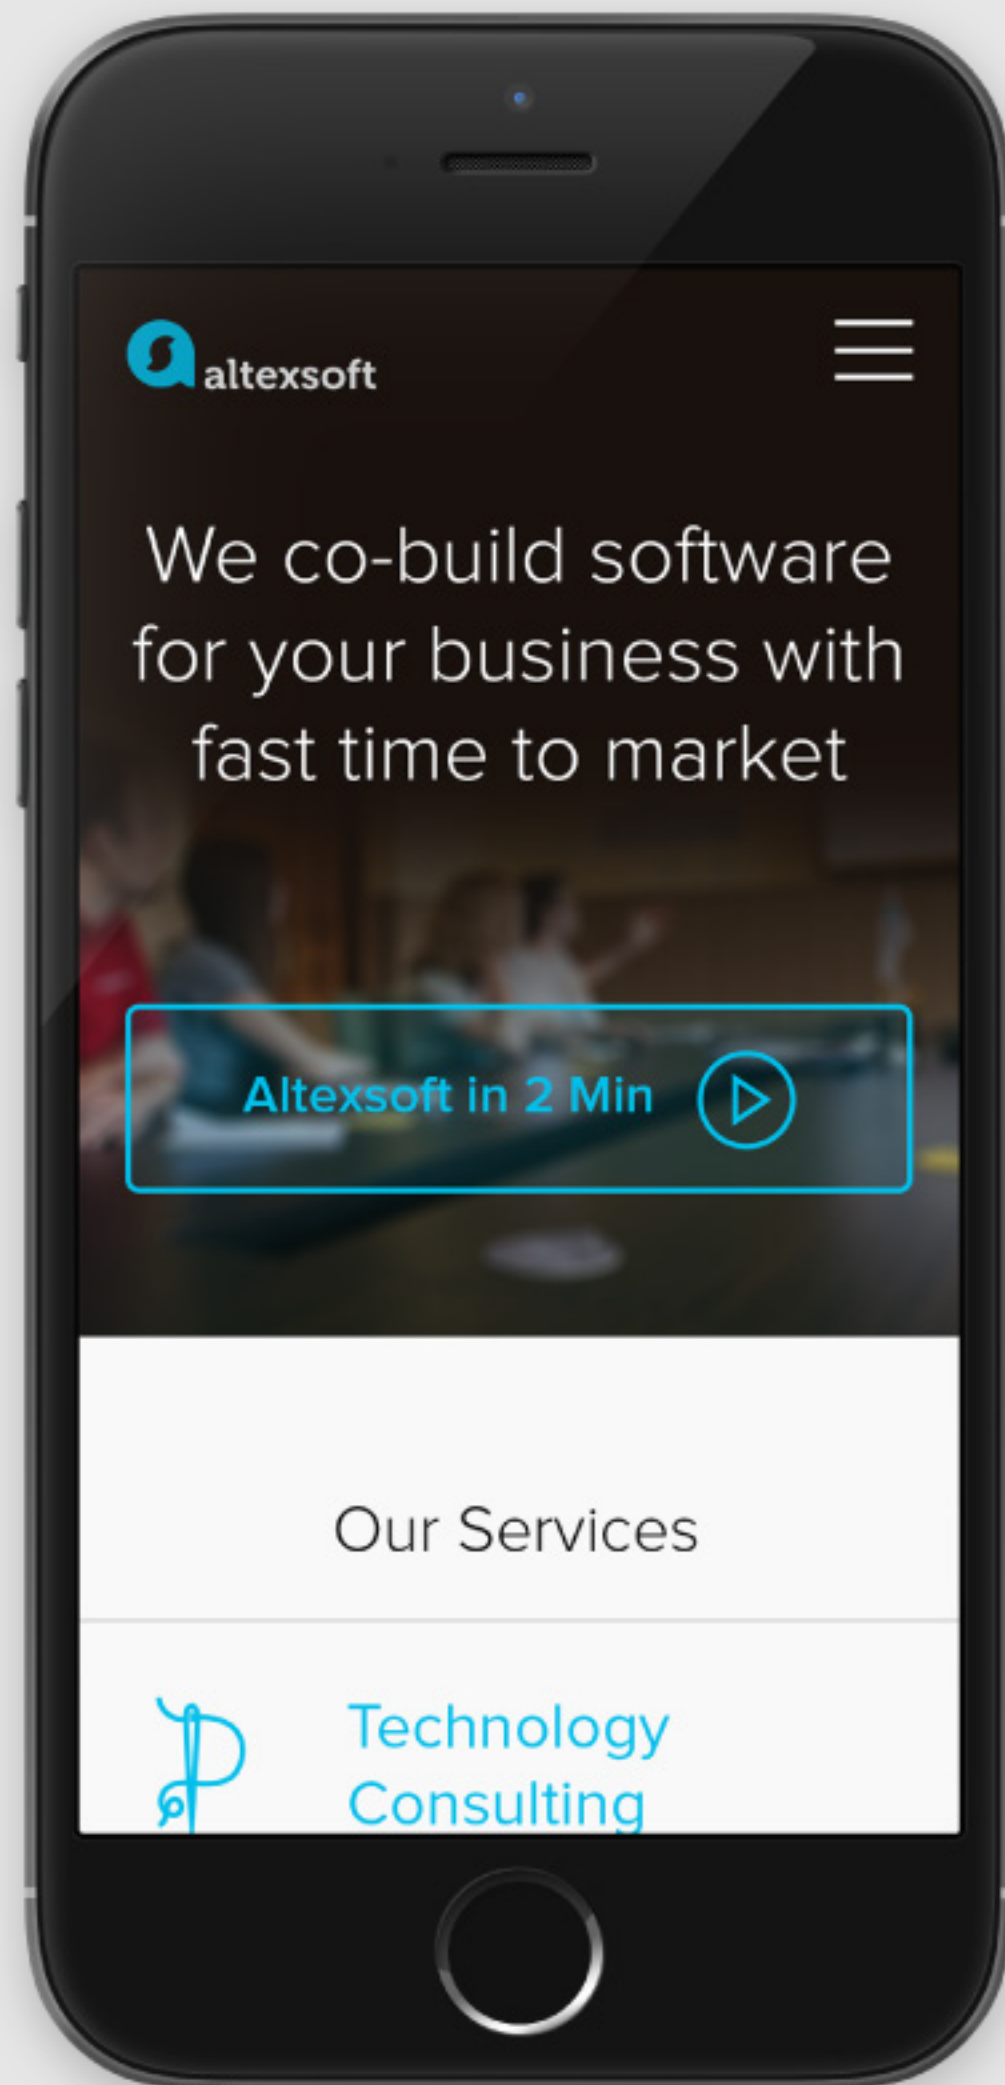 altexsoft
We co-build software
for your business with
fast time to market
Altexsoft in 2 Min
Our Services
Technology
Consulting